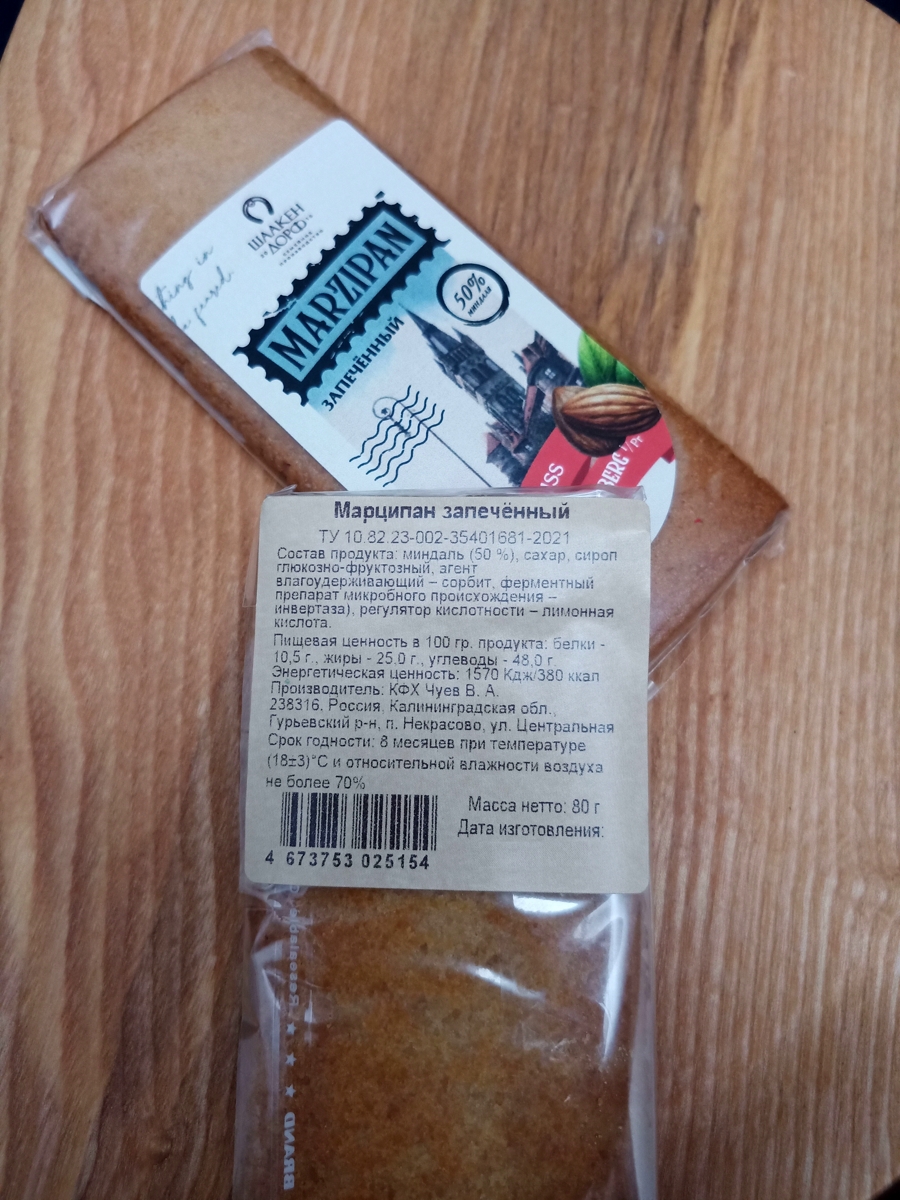 ШААКЕН
ДОРФ
MARZIPAN
ЗАПЕЧЁННЫЙ
50%
миндаля
Марципан запечённый
ТУ 10.82.23-002-35401681-2021
Состав продукта: миндаль (50 %), сахар, сироп
глюкозно-фруктозный, агент
влагоудерживающий – сорбит, ферментный
препарат микробного происхождения –
инвертаза), регулятор кислотности – лимонная
кислота.
Пищевая ценность в 100 гр. продукта: белки -
10,5 г., жиры - 25.0 г., углеводы - 48,0 г.
Энергетическая ценность: 1570 Кдж/380 ккал
Производитель: КФХ Чуев В. А.
238316, Россия, Калининградская обл.,
Гурьевский р-н, п. Некрасово, ул. Центральная
Срок годности: 8 месяцев при температуре
(18±3)°С и относительной влажности воздуха
не более 70%
Масса нетто: 80 г
Дата изготовления:
4 673753 025154
BRAND